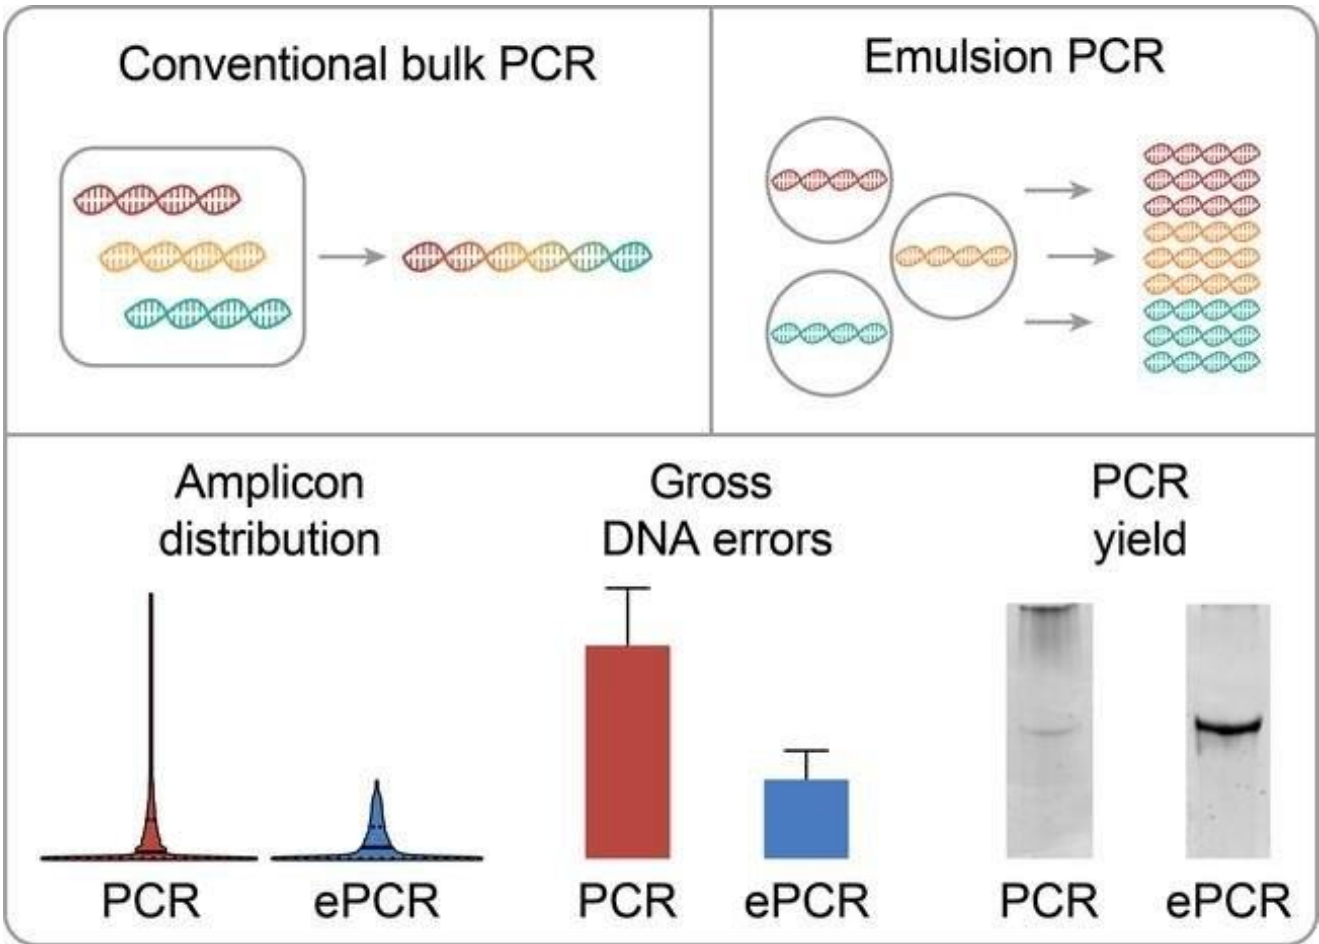 Conventional bulk PCR
Emulsion PCR
Amplicon
distribution
PCR
ePCR
Gross
DNA errors
PCR
ePCR
PCR
yield
PCR
ePCR